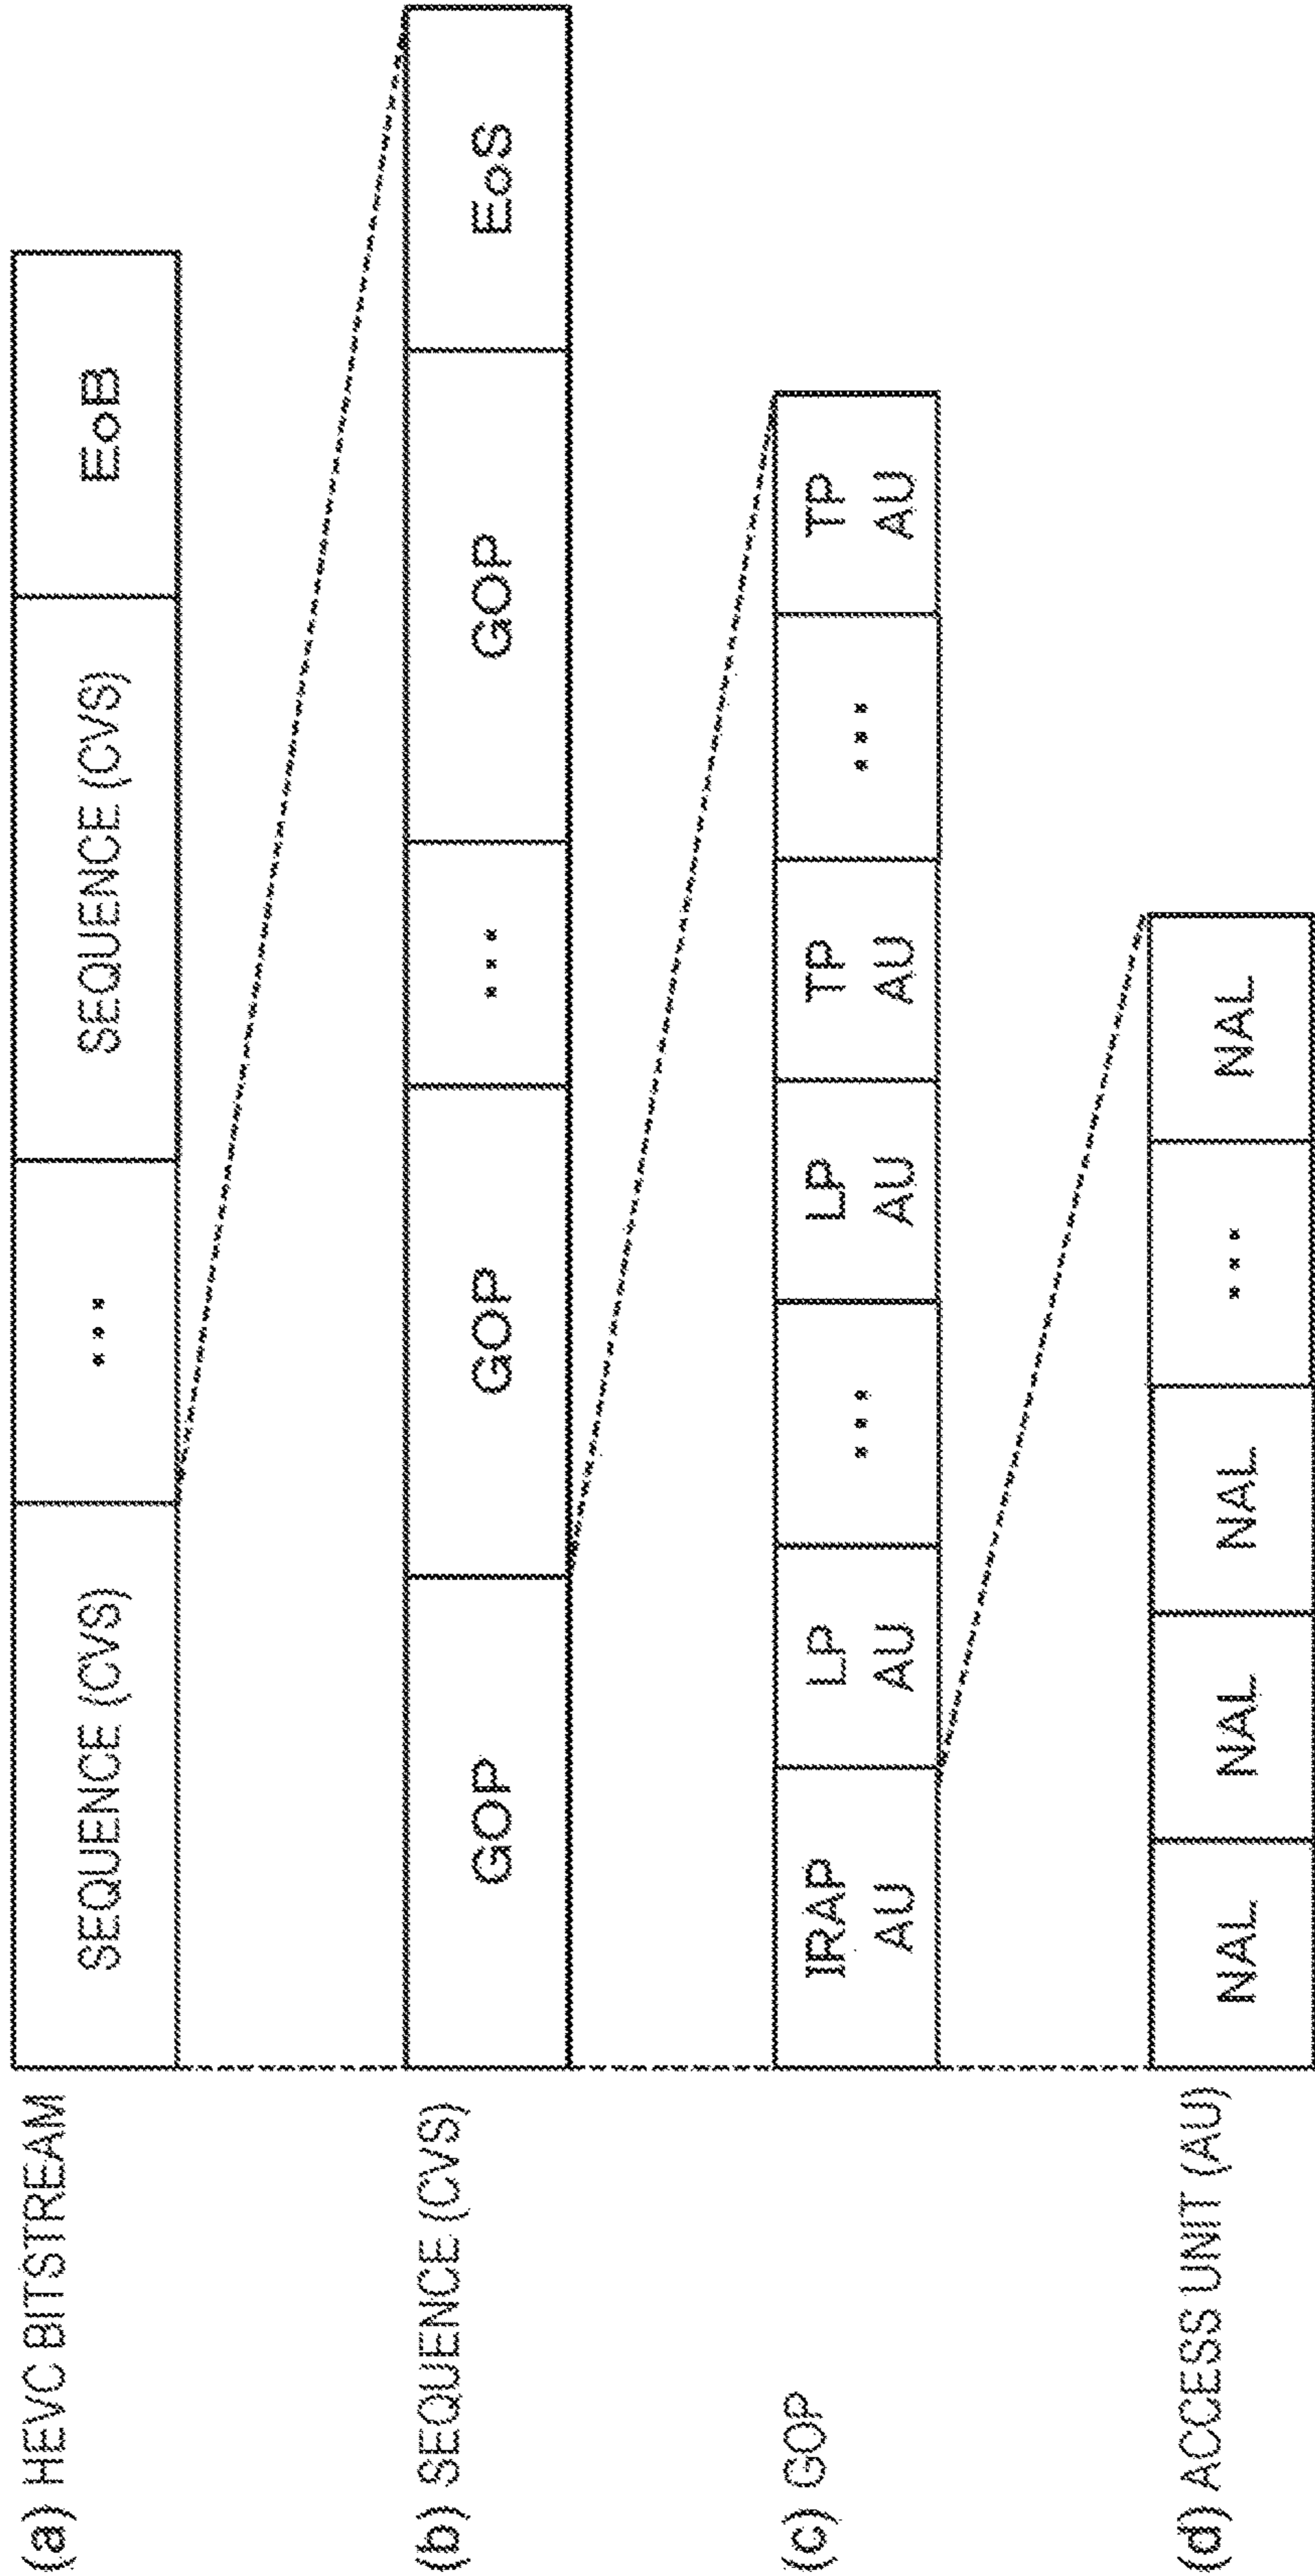 (a) HEVC BITSTREAM
SEQUENCE (CVS)
...
SEQUENCE (CVS)
EoB
(b) SEQUENCE (CVS)
GOP
GOP
...
GOP
EoS
(c) GOP
IRAP
AU
LP
AU
...
LP
AU
TP
AU
...
TP
AU
(d) ACCESS UNIT (AU)
NAL
NAL
NAL
...
NAL